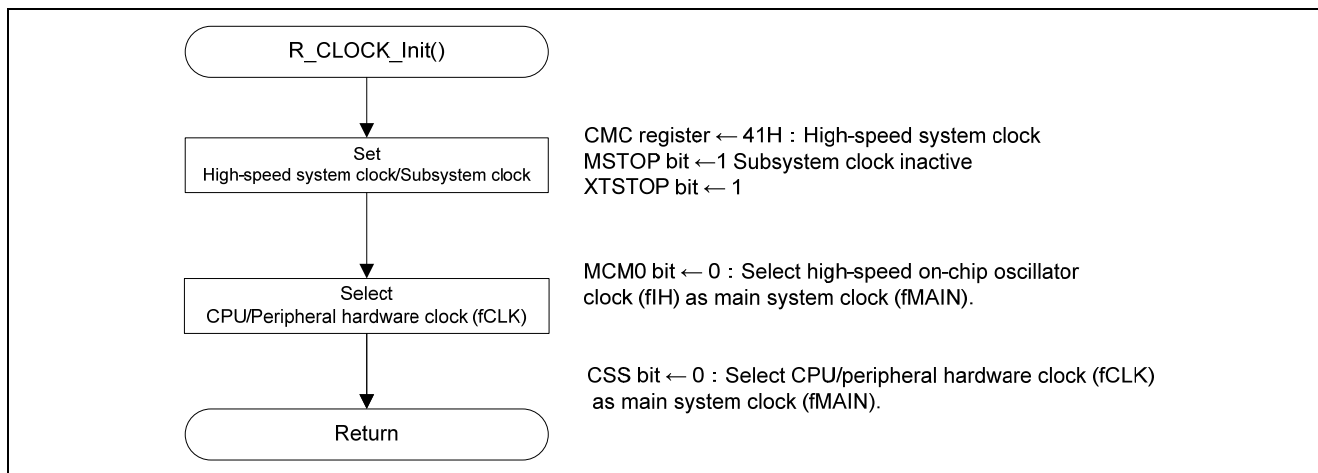 R_CLOCK_Init()
Set
High-speed system clock/Subsystem clock
CMC register ← 41H : High-speed system clock
MSTOP bit ←1 Subsystem clock inactive
XTSTOP bit ← 1
Select
CPU/Peripheral hardware clock (fCLK)
MCM0 bit ← 0 : Select high-speed on-chip oscillator
clock (fIH) as main system clock (fMAIN).
CSS bit ← 0 : Select CPU/peripheral hardware clock (fCLK)
as main system clock (fMAIN).
Return